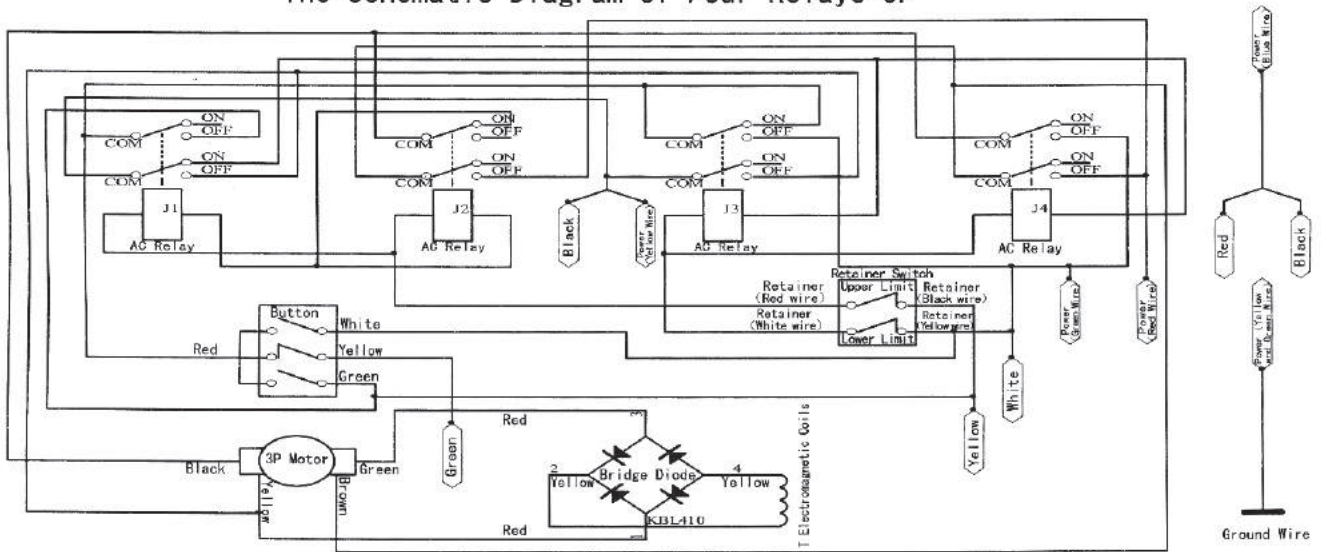 The Schematic Diagram of Four Relays
ON
OFF
COM
ON
OFF
COM
J1
AC Relay
ON
OFF
COM
ON
OFF
COM
J2
AC Relay
ON
OFF
COM
ON
OFF
COM
J3
AC Relay
ON
OFF
COM
ON
OFF
COM
J4
AC Relay
Black
Power
Yellow Wire)
Power
Blue Wire)
Red
Black
Retainer Switch
Retainer
(Red wire)
Upper Limit
Retainer
(Black wire)
Retainer
(White wire)
Lower Limit
Retainer
(Yellow wire)
Power
Green Wire)
Power
Red Wire)
Power (Yellow
and Green Wire)
Button
White
Red
Yellow
Green
White
Yellow
Green
Black
3P Motor
Green
Yellow
Brown
Red
3
2
Yellow
Bridge Diode
4
Yellow
KBL410
1
Red
T Electromagnetic Coils
Ground Wire